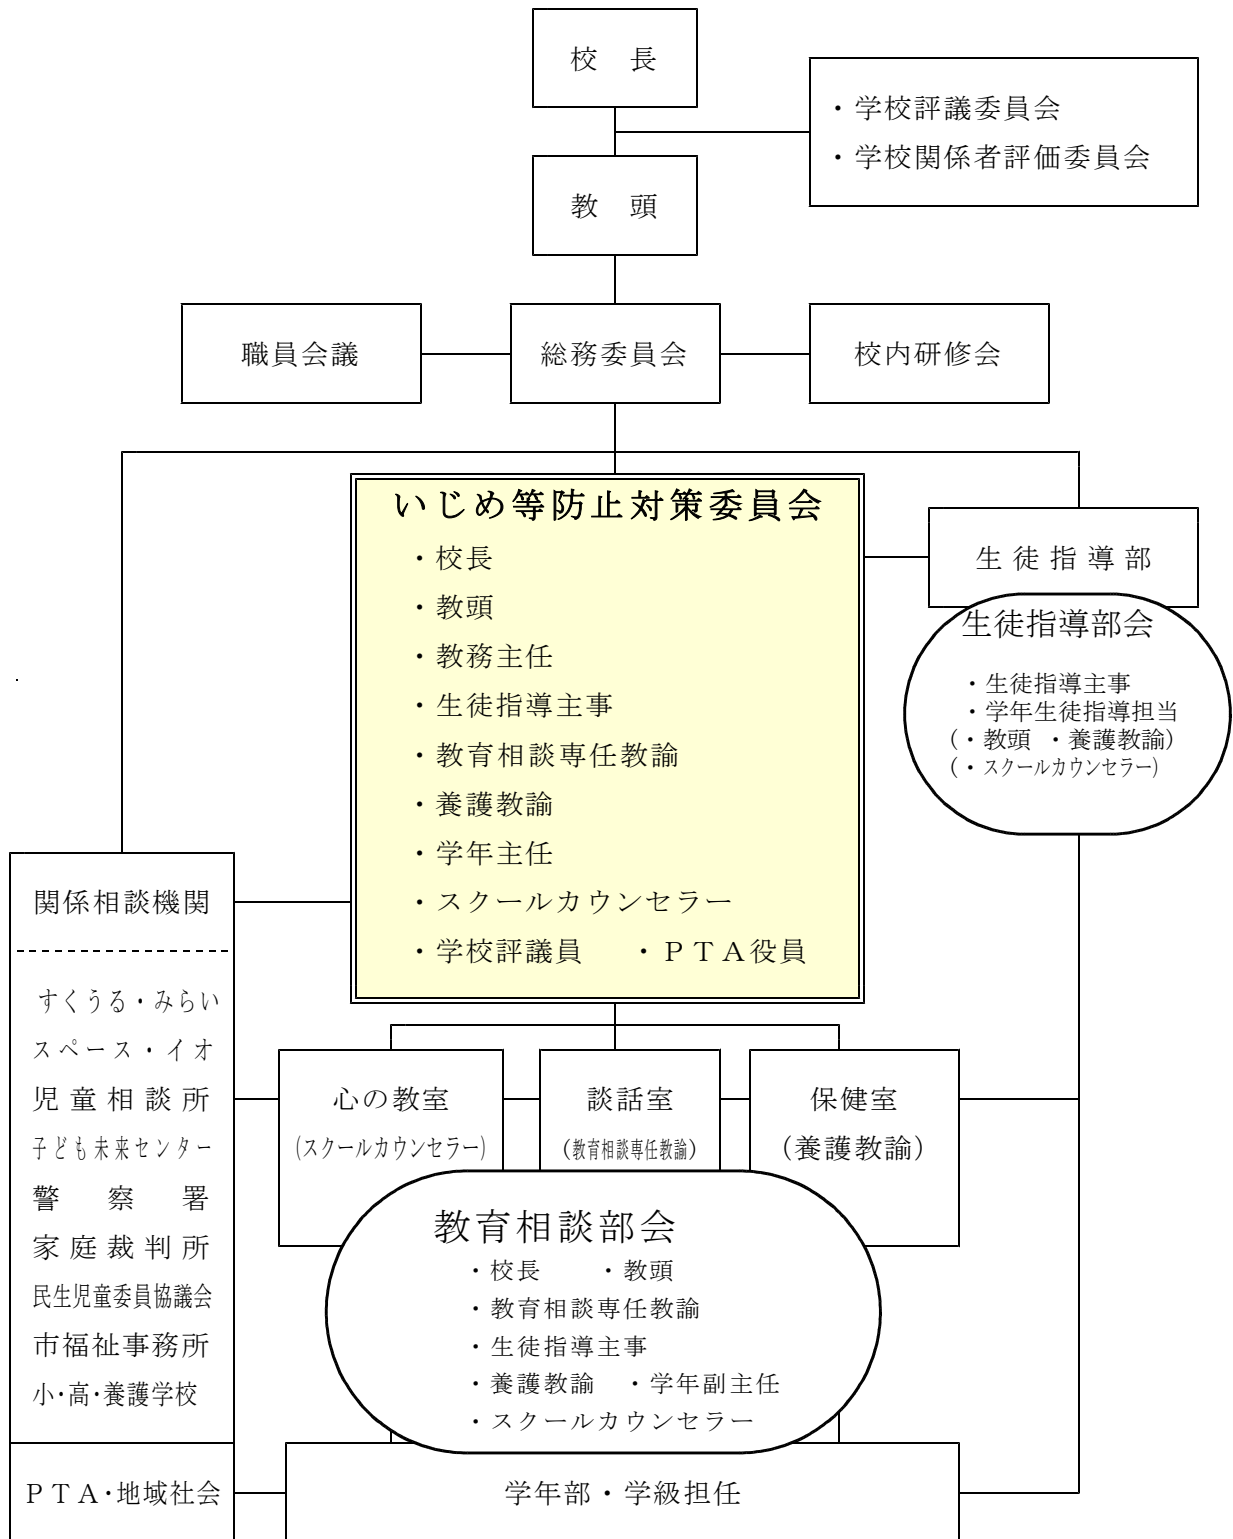 校　長
・学校評議委員会
・学校関係者評価委員会
教　頭
職員会議
総務委員会
校内研修会
いじめ等防止対策委員会
・校長
・教頭
・教務主任
・生徒指導主事
・教育相談専任教諭
・養護教諭
・学年主任
・スクールカウンセラー
・学校評議員　・ＰＴＡ役員
生徒指導部
生徒指導部会
・生徒指導主事
・学年生徒指導担当
（・教頭　・養護教諭）
（・スクールカウンセラー）
関係相談機関
すくうる・みらい
スペース・イオ
児童相談所
子ども未来センター
警　察　署
家庭裁判所
民生児童委員協議会
市福祉事務所
小・高・養護学校
ＰＴＡ・地域社会
心の教室
（スクールカウンセラー）
談話室
（教育相談専任教諭）
保健室
（養護教諭）
教育相談部会
・校長　・教頭
・教育相談専任教諭
・生徒指導主事
・養護教諭　・学年副主任
・スクールカウンセラー
学年部・学級担任